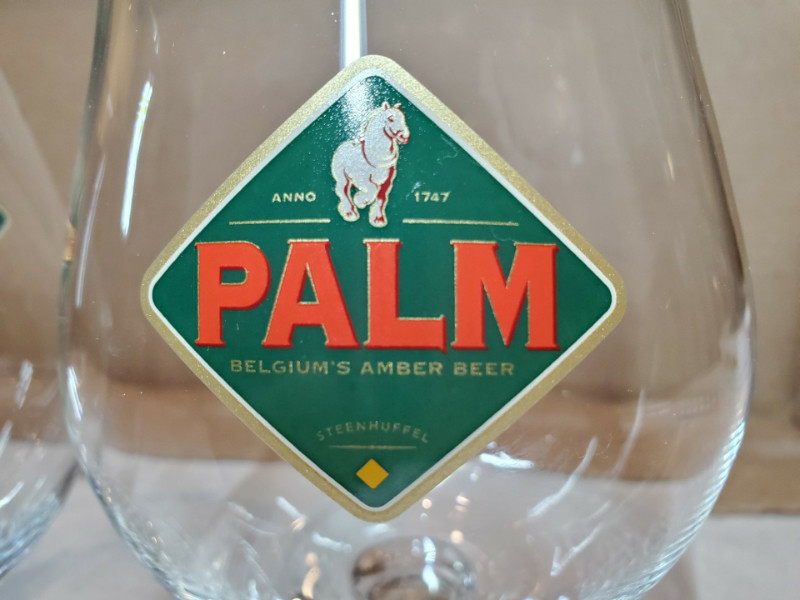 ANNO 1747
PALM
BELGIUM'S AMBER BEER
STEENHUFFEL